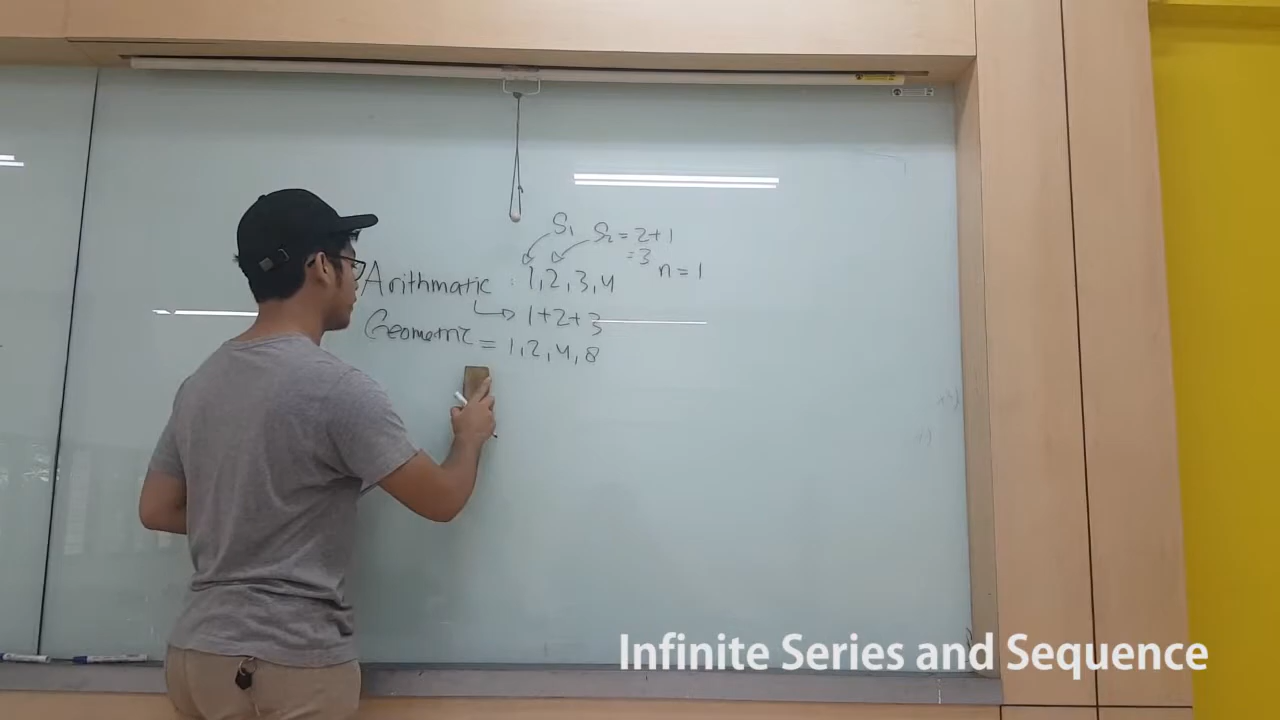 S1 S2 = 2+1
= 3
n = 1
Arithmatic : 1, 2, 3, 4
1+2+3
Geometric = 1, 2, 4, 8
Infinite Series and Sequence